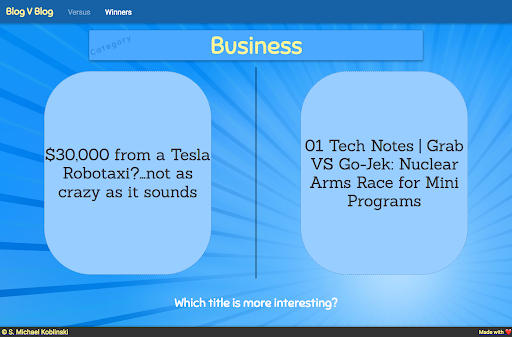 Blog V Blog Versus Winners
Category
Business
$30,000 from a Tesla
Robotaxi?...not as
crazy as it sounds
01 Tech Notes | Grab
VS Go-Jek: Nuclear
Arms Race for Mini
Programs
Which title is more interesting?
© S. Michael Koblinski
Made with ❤️